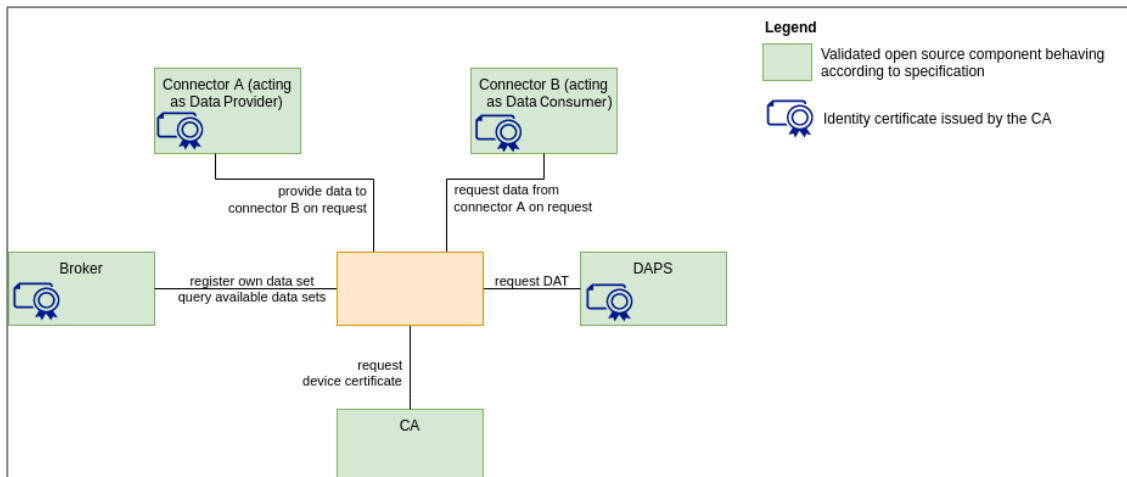 Legend
Validated open source component behaving
according to specification
Identity certificate issued by the CA
Connector A (acting
as Data Provider)
Connector B (acting
as Data Consumer)
provide data to
connector B on request
request data from
connector A on request
Broker
register own data set
query available data sets
request DAT
DAPS
request
device certificate
CA